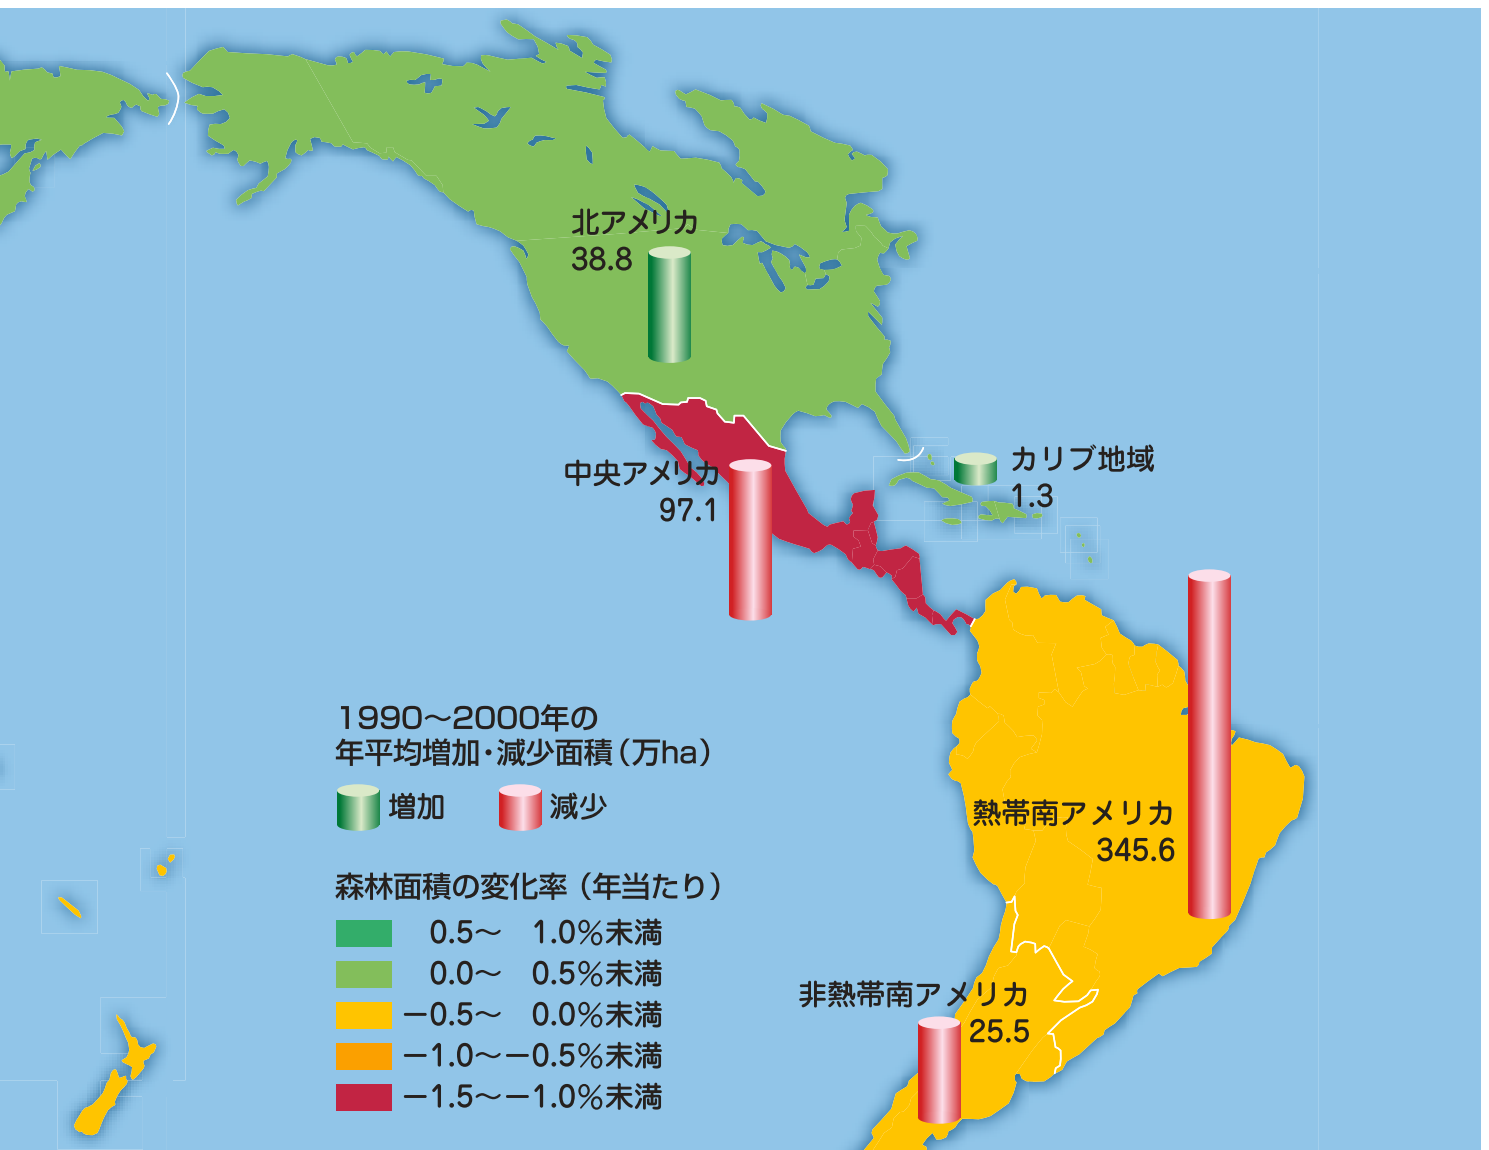 北アメリカ
38.8
カリブ地域
1.3
中央アメリカ
97.1
1990〜2000年の
年平均増加・減少面積（万ha）
増加 減少
熱帯南アメリカ
345.6
森林面積の変化率（年当たり）
0.5〜 1.0%未満
0.0〜 0.5%未満
−0.5〜 0.0%未満
−1.0〜−0.5%未満
−1.5〜−1.0%未満
非熱帯南アメリカ
25.5